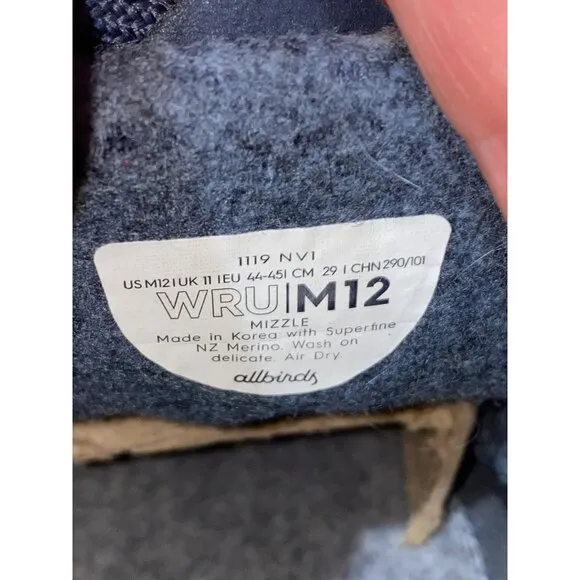 1119 NV1
US M12 | UK 11 | EU 44-45 | CM 29 | CHN 290/101
WRU|M12
MIZZLE
Made in Korea with Superfine
NZ Merino. Wash on
delicate. Air Dry.
allbirds